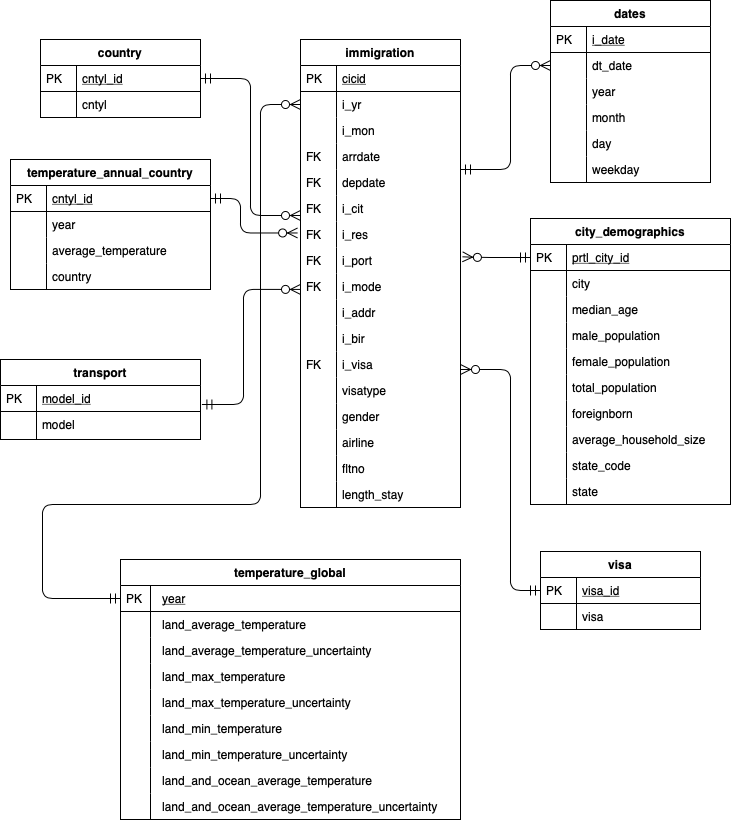 country
PK cntyl_id
cntyl
temperature_annual_country
PK cntyl_id
year
average_temperature
country
transport
PK model_id
model
immigration
PK cicid
i_yr
i_mon
FK arrdate
FK depdate
FK i_cit
FK i_res
FK i_port
FK i_mode
i_addr
i_bir
FK i_visa
visatype
gender
airline
fltno
length_stay
dates
PK i_date
dt_date
year
month
day
weekday
city_demographics
PK prtl_city_id
city
median_age
male_population
female_population
total_population
foreignborn
average_household_size
state_code
state
visa
PK visa_id
visa
temperature_global
PK year
land_average_temperature
land_average_temperature_uncertainty
land_max_temperature
land_max_temperature_uncertainty
land_min_temperature
land_min_temperature_uncertainty
land_and_ocean_average_temperature
land_and_ocean_average_temperature_uncertainty